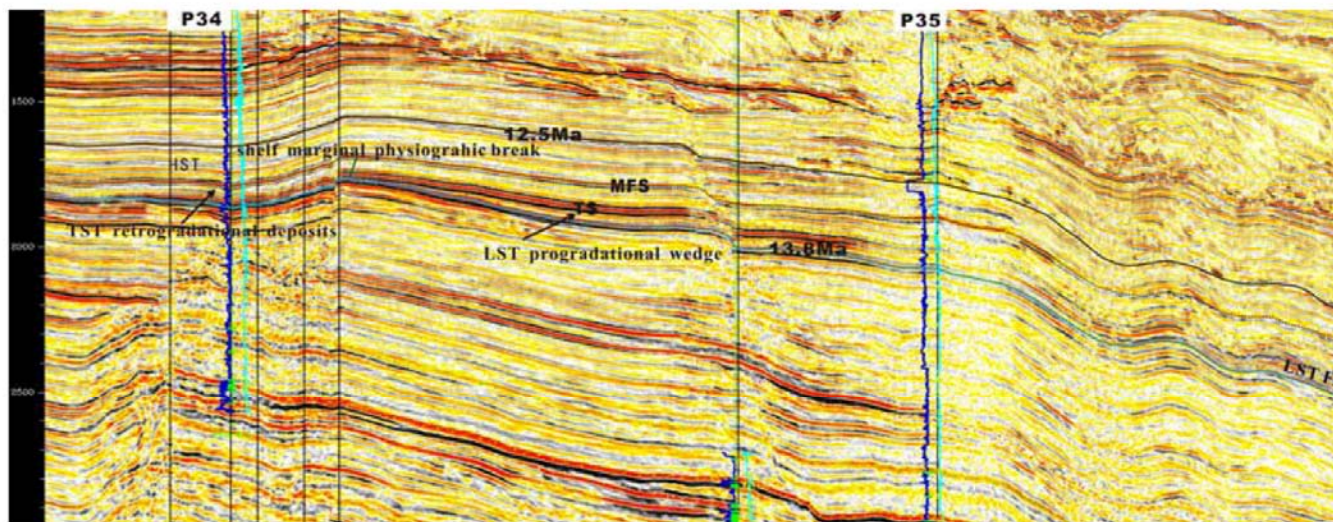 P34
P35
1500
12.5Ma
shelf marginal physiograhic break
HST
MFS
TS
TST retrogradational deposits
2000
LST progradational wedge
13.8Ma
LST F
2500